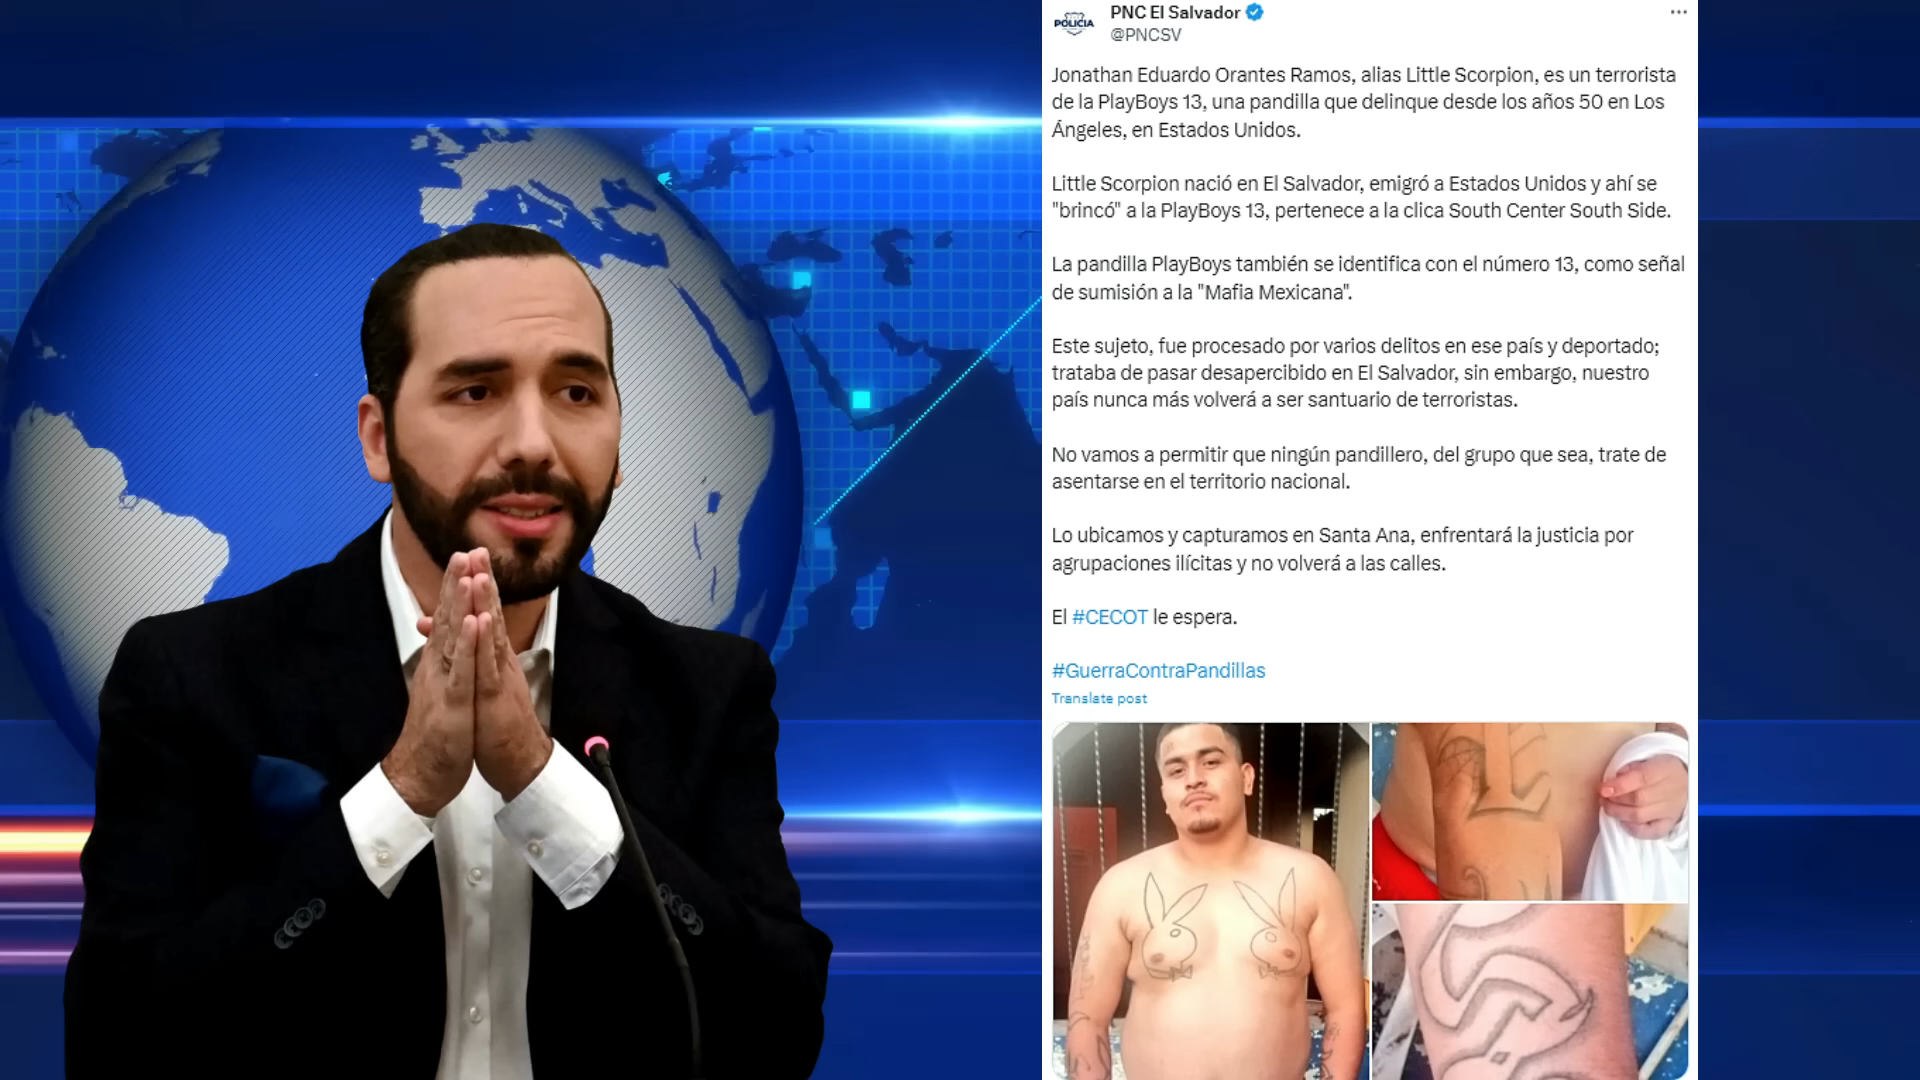 POLICIA
PNC El Salvador
@PNCSV
Jonathan Eduardo Orantes Ramos, alias Little Scorpion, es un terrorista
de la PlayBoys 13, una pandilla que delinque desde los años 50 en Los
Ángeles, en Estados Unidos.
Little Scorpion nació en El Salvador, emigró a Estados Unidos y ahí se
"brincó" a la PlayBoys 13, pertenece a la clica South Center South Side.
La pandilla PlayBoys también se identifica con el número 13, como señal
de sumisión a la "Mafia Mexicana".
Este sujeto, fue procesado por varios delitos en ese país y deportado;
trataba de pasar desapercibido en El Salvador, sin embargo, nuestro
país nunca más volverá a ser santuario de terroristas.
No vamos a permitir que ningún pandillero, del grupo que sea, trate de
asentarse en el territorio nacional.
Lo ubicamos y capturamos en Santa Ana, enfrentará la justicia por
agrupaciones ilícitas y no volverá a las calles.
El #CECOT le espera.
#GuerraContraPandillas
Translate post